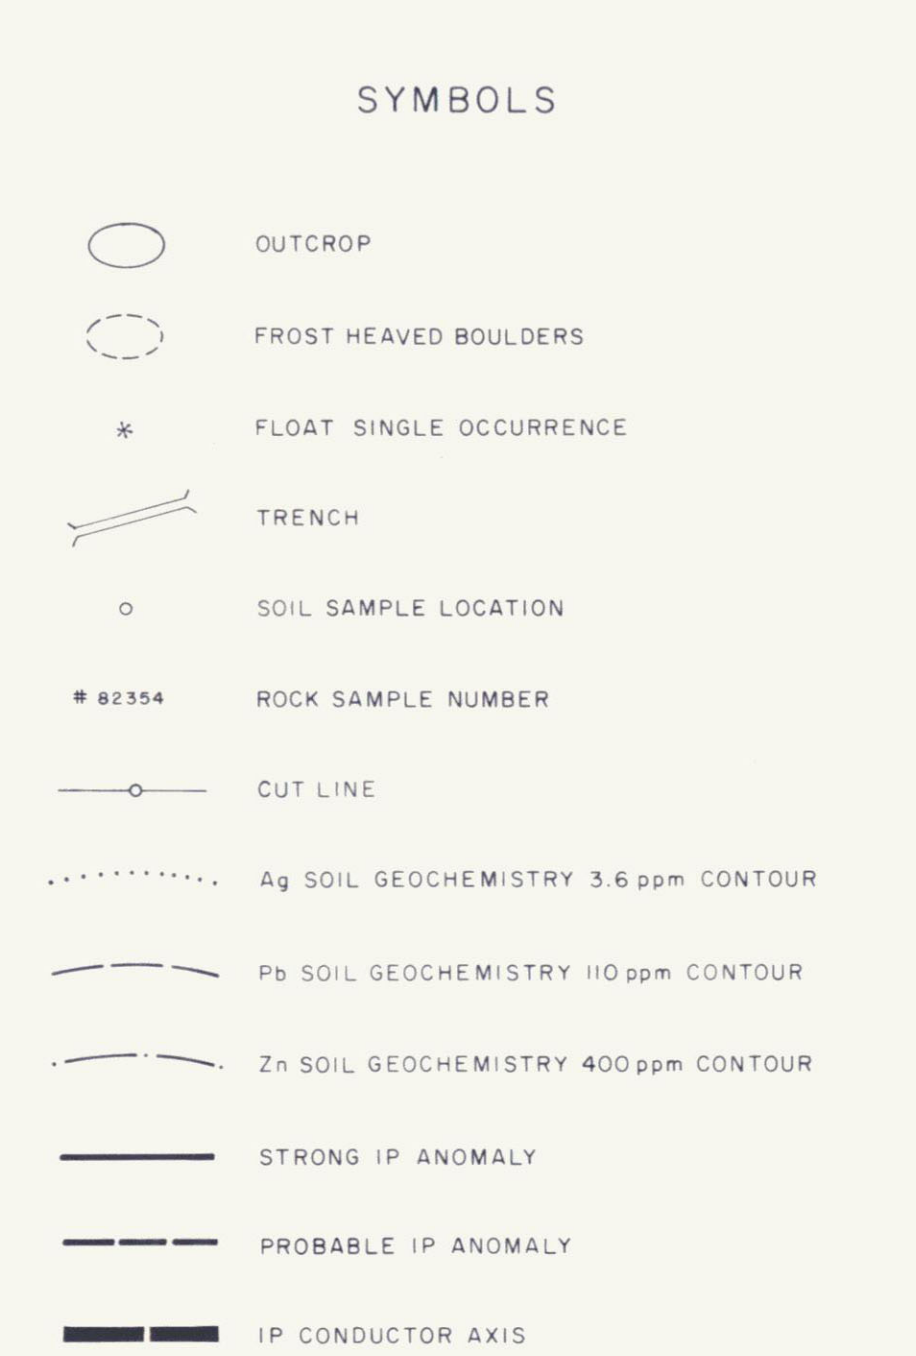 SYMBOLS
OUTCROP
FROST HEAVED BOULDERS
* FLOAT SINGLE OCCURRENCE
TRENCH
SOIL SAMPLE LOCATION
# 82354 ROCK SAMPLE NUMBER
CUT LINE
Ag SOIL GEOCHEMISTRY 3.6 ppm CONTOUR
Pb SOIL GEOCHEMISTRY 110 ppm CONTOUR
Zn SOIL GEOCHEMISTRY 400 ppm CONTOUR
STRONG IP ANOMALY
PROBABLE IP ANOMALY
IP CONDUCTOR AXIS